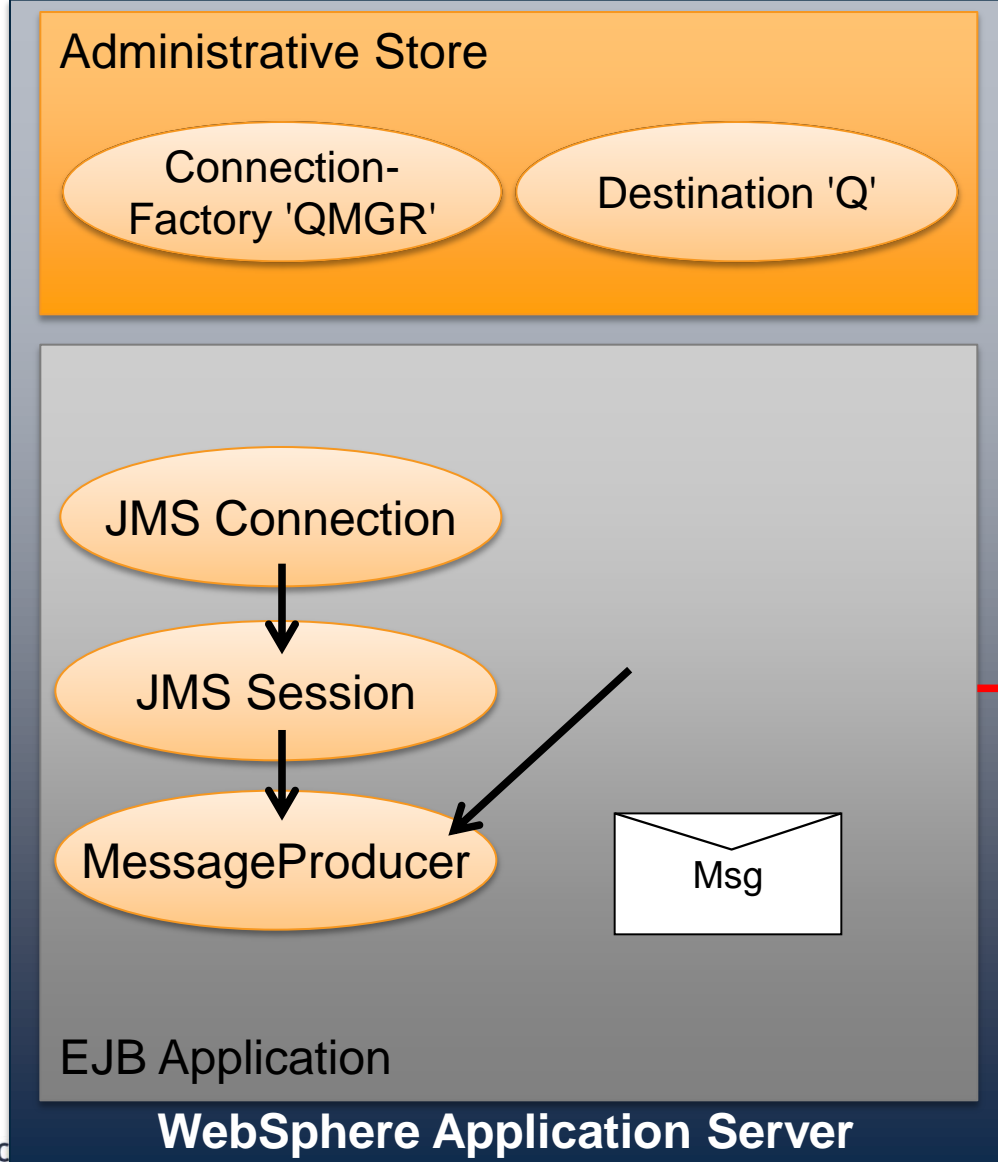 Administrative Store
Connection-
Factory 'QMGR'
Destination 'Q'
JMS Connection
JMS Session
MessageProducer
Msg
EJB Application
WebSphere Application Server